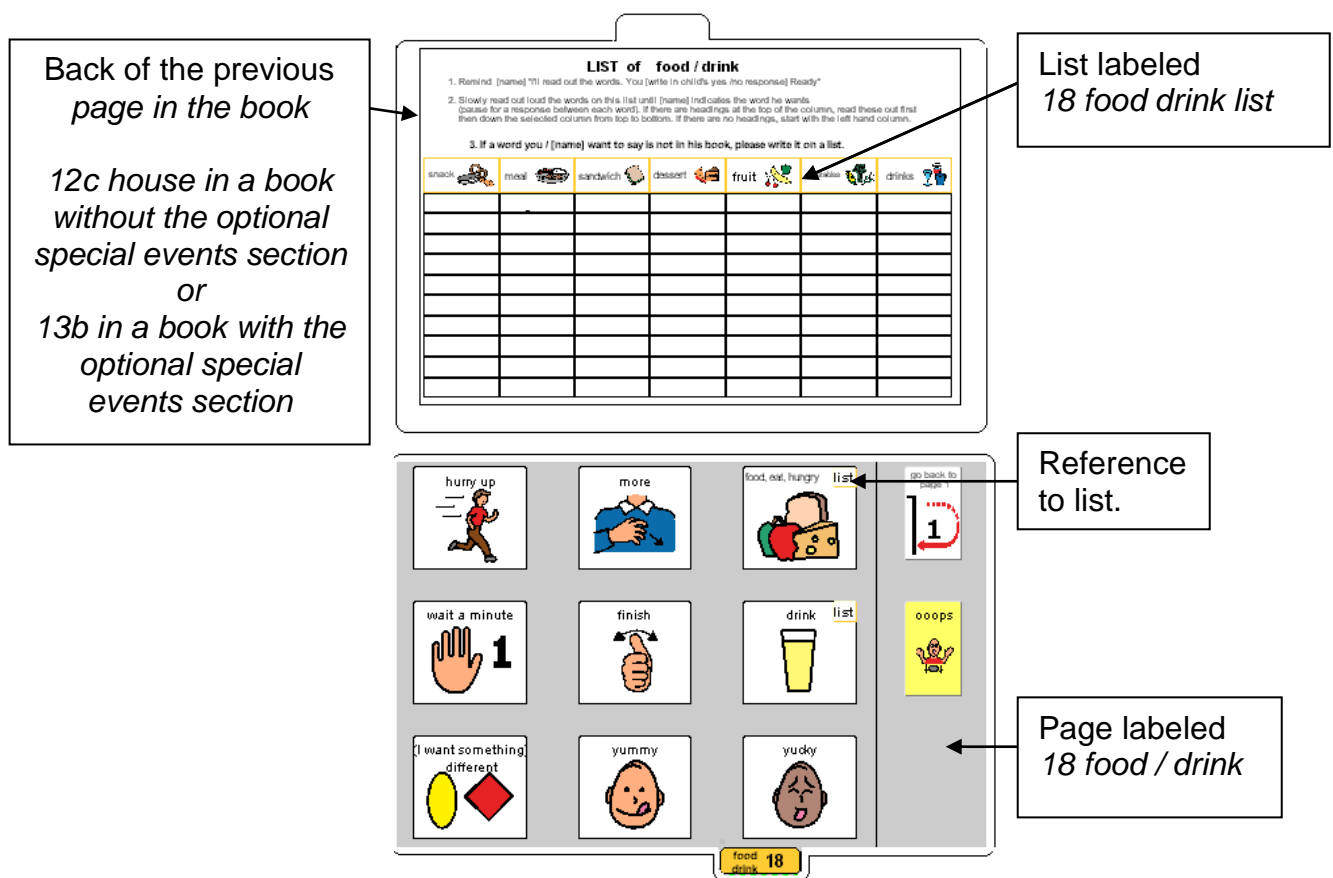 Back of the previous
page in the book
12c house in a book
without the optional
special events section
or
13b in a book with the
optional special
events section
LIST of food / drink
1. Remind [name] "I'll read out the words. You [write in child's yes /no response] Ready"
2. Slowly read out loud the words on this list until [name] indicates the word he wants
(pause for a response between each word). If there are headings at the top of the column, read these out first
then down the selected column from top to bottom. If there are no headings, start with the left hand column.
3. If a word you / [name] want to say is not in his book, please write it on a list.
snack meal sandwich dessert fruit drinks
List labeled
18 food drink list
hurry up more food, eat, hungry list go back to
page 1
1
Reference
to list.
wait a minute finish drink list ooops
1
(I want something)
different yummy yucky
Page labeled
18 food / drink
food
drink 18